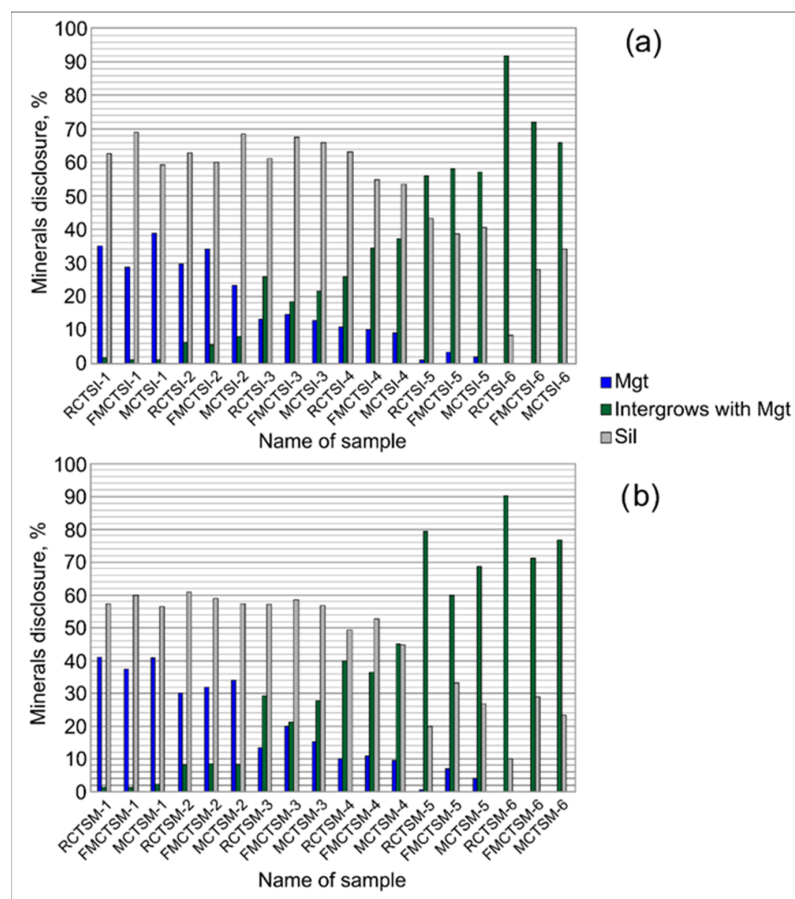 (a)
Minerals disclosure, %
100
90
80
70
60
50
40
30
20
10
0
RCTSI-1
FMCTSI-1
MCTSI-1
RCTSI-2
FMCTSI-2
MCTSI-2
RCTSI-3
FMCTSI-3
MCTSI-3
RCTSI-4
FMCTSI-4
MCTSI-4
RCTSI-5
FMCTSI-5
MCTSI-5
RCTSI-6
FMCTSI-6
MCTSI-6
Name of sample
Mgt
Intergrows with Mgt
Sil
(b)
Minerals disclosure, %
100
90
80
70
60
50
40
30
20
10
0
RCTSM-1
FMCTSM-1
MCTSM-1
RCTSM-2
FMCTSM-2
MCTSM-2
RCTSM-3
FMCTSM-3
MCTSM-3
RCTSM-4
FMCTSM-4
MCTSM-4
RCTSM-5
FMCTSM-5
MCTSM-5
RCTSM-6
FMCTSM-6
MCTSM-6
Name of sample